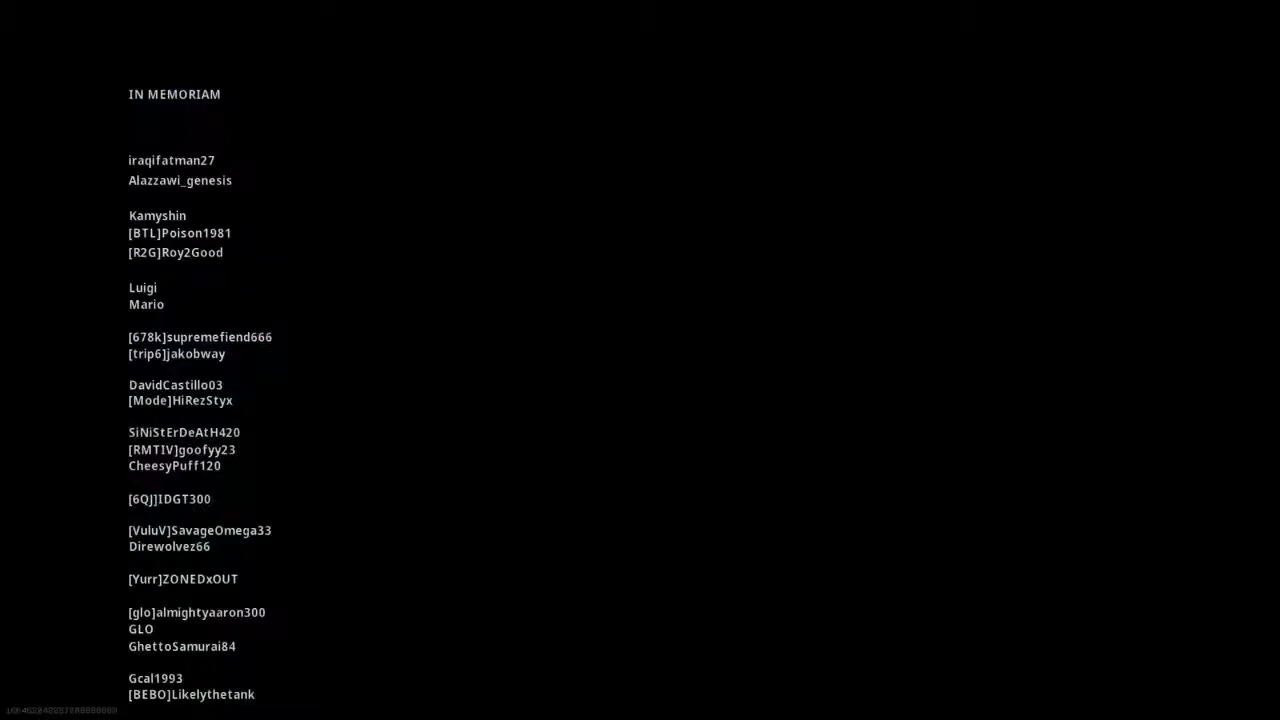 IN MEMORIAM
iraqifatman27
Alazzawi_genesis
Kamyshin
[BTL]Poison1981
[R2G]Roy2Good
Luigi
Mario
[678k]supremefiend666
[trip6]jakobway
DavidCastillo03
[Mode]HiRezStyx
SiNiStErDeAtH420
[RMTIV]goofyy23
CheesyPuff120
[6QJ]IDGT300
[VuluV]SavageOmega33
Direwolvez66
[Yurr]ZONEDxOUT
[glo]almightyaaron300
GLO
GhettoSamurai84
Gcal1993
[BEBO]Likelythetank